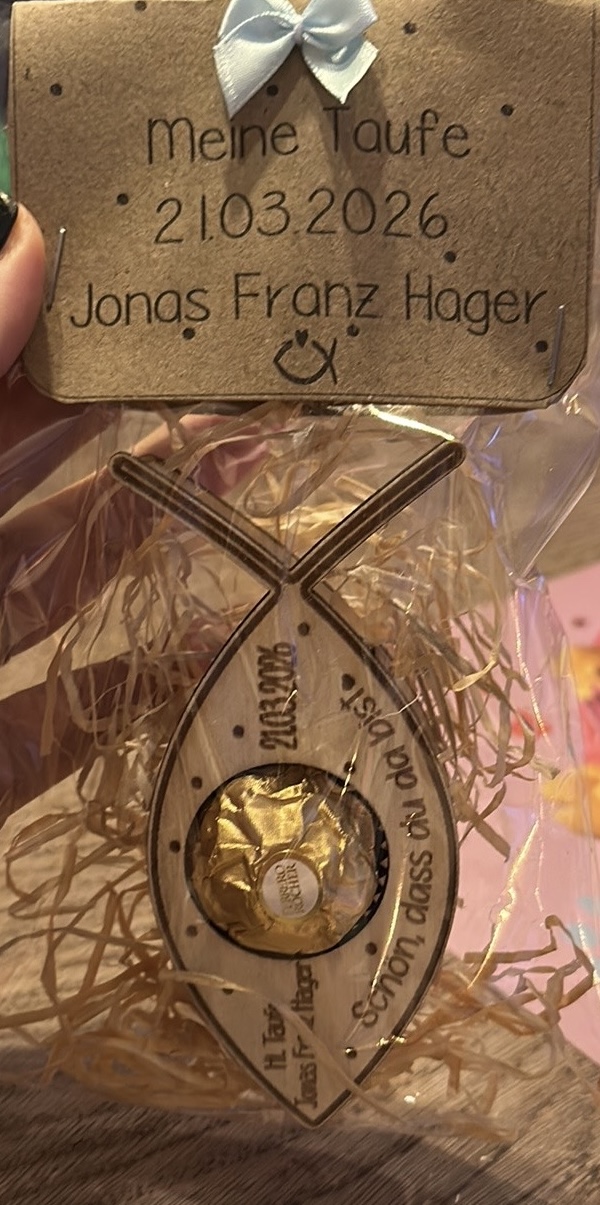 Meine Taufe
21.03.2026
Jonas Franz Hager
21.03.2026
Schön, dass du da bist
FERRERO
ROCHER
Hl. Taufe
Jonas Franz Hager